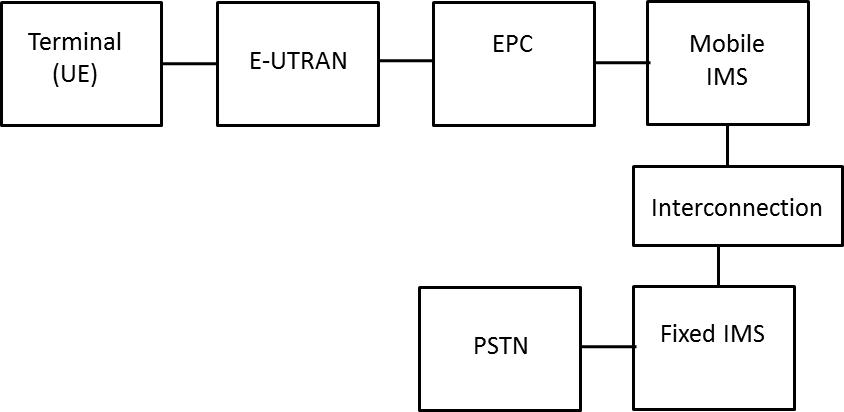 Terminal
(UE)
E-UTRAN
EPC
Mobile
IMS
Interconnection
PSTN
Fixed IMS